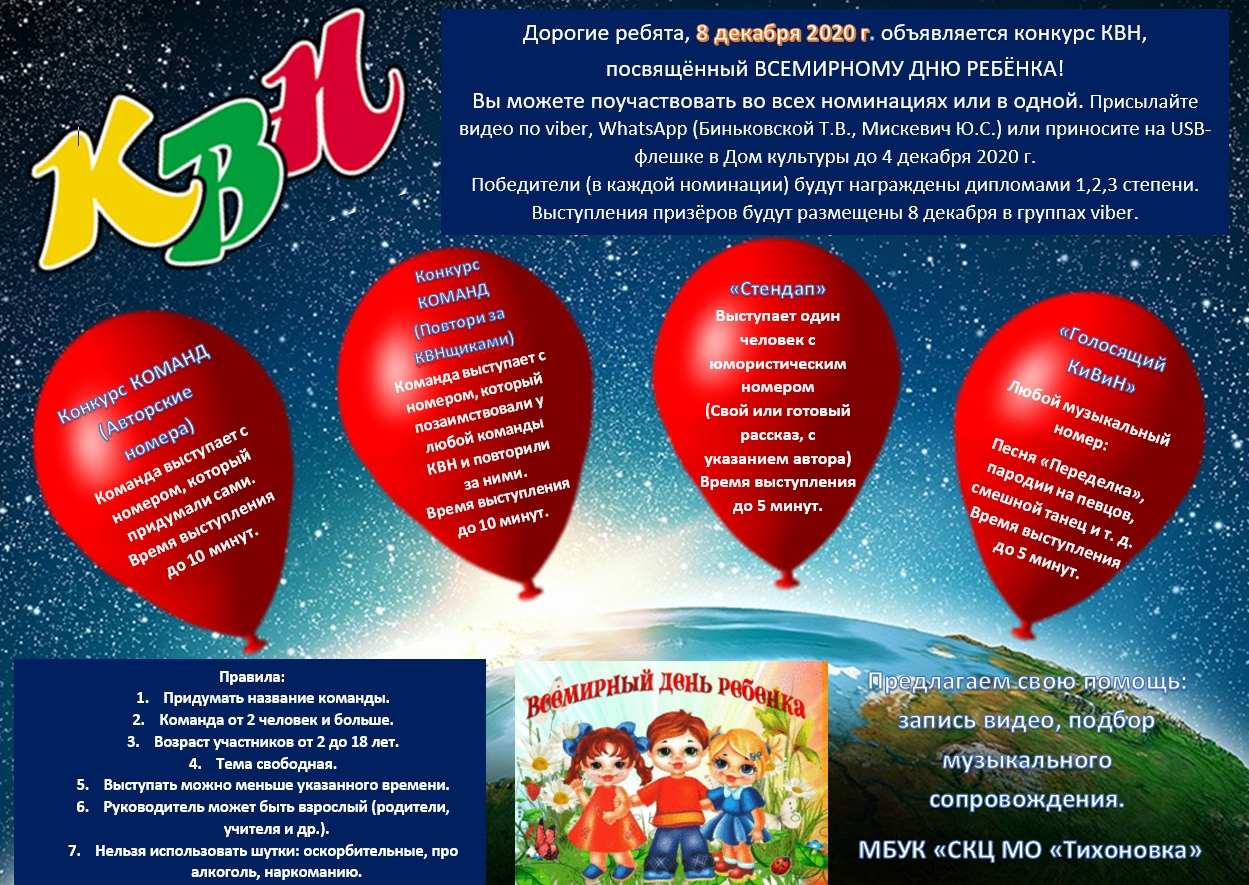 КВН
Дорогие ребята, 8 декабря 2020 г. объявляется конкурс КВН,
посвящённый ВСЕМИРНОМУ ДНЮ РЕБЁНКА!
Вы можете поучаствовать во всех номинациях или в одной. Присылайте
видео по viber, WhatsApp (Биньковской Т.В., Мискевич Ю.С.) или приносите на USB-
флешке в Дом культуры до 4 декабря 2020 г.
Победители (в каждой номинации) будут награждены дипломами 1,2,3 степени.
Выступления призёров будут размещены 8 декабря в группах viber.
Конкурс КОМАНД
(Авторские
номера)
Команда выступает с
номером, который
придумали сами.
Время выступления
до 10 минут.
Конкурс
КОМАНД
(Повтори за
КВНщиками)
Команда выступает с
номером, который
позаимствовали у
любой команды
КВН и повторили
за ними.
Время выступления
до 10 минут.
«Стендап»
Выступает один
человек с
юмористическим
номером
(Свой или готовый
рассказ, с
указанием автора)
Время выступления
до 5 минут.
«Голосящий
КиВиН»
Любой музыкальный
номер:
Песня «Переделка»,
пародии на певцов,
смешной танец и т. д.
Время выступления
до 5 минут.
Правила:
1. Придумать название команды.
2. Команда от 2 человек и больше.
3. Возраст участников от 2 до 18 лет.
4. Тема свободная.
5. Выступать можно меньше указанного времени.
6. Руководитель может быть взрослый (родители,
учителя и др.).
7. Нельзя использовать шутки: оскорбительные, про
алкоголь, наркоманию.
Всемирный день ребенка
Предлагаем свою помощь:
запись видео, подбор
музыкального
сопровождения.
МБУК «СКЦ МО «Тихоновка»